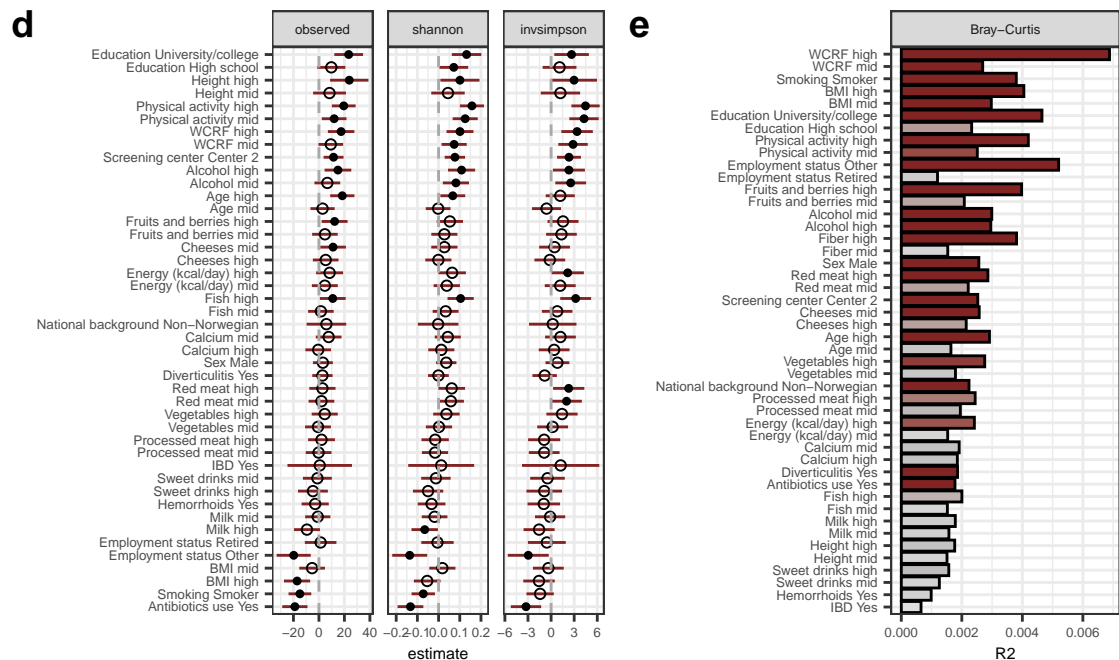 d
observed
shannon
invsimpson
Education University/college
Education High school
Height high
Height mid
Physical activity high
Physical activity mid
WCRF high
WCRF mid
Screening center Center 2
Alcohol high
Alcohol mid
Age high
Age mid
Fruits and berries high
Fruits and berries mid
Cheeses mid
Cheeses high
Energy (kcal/day) high
Energy (kcal/day) mid
Fish high
Fish mid
National background Non−Norwegian
Calcium mid
Calcium high
Sex Male
Diverticulitis Yes
Red meat high
Red meat mid
Vegetables high
Vegetables mid
Processed meat high
Processed meat mid
IBD Yes
Sweet drinks mid
Sweet drinks high
Hemorrhoids Yes
Milk mid
Milk high
Employment status Retired
Employment status Other
BMI mid
BMI high
Smoking Smoker
Antibiotics use Yes
−20 0 20 40
−0.2 −0.1 0.0 0.1 0.2
−6 −3 0 3 6
estimate
e
Bray−Curtis
WCRF high
WCRF mid
Smoking Smoker
BMI high
BMI mid
Education University/college
Education High school
Physical activity high
Physical activity mid
Employment status Other
Employment status Retired
Fruits and berries high
Fruits and berries mid
Alcohol mid
Alcohol high
Fiber high
Fiber mid
Sex Male
Red meat high
Red meat mid
Screening center Center 2
Cheeses mid
Cheeses high
Age high
Age mid
Vegetables high
Vegetables mid
National background Non−Norwegian
Processed meat high
Processed meat mid
Energy (kcal/day) high
Energy (kcal/day) mid
Calcium mid
Calcium high
Diverticulitis Yes
Antibiotics use Yes
Fish high
Fish mid
Milk high
Milk mid
Height high
Height mid
Sweet drinks high
Sweet drinks mid
Hemorrhoids Yes
IBD Yes
0.000 0.002 0.004 0.006
R2